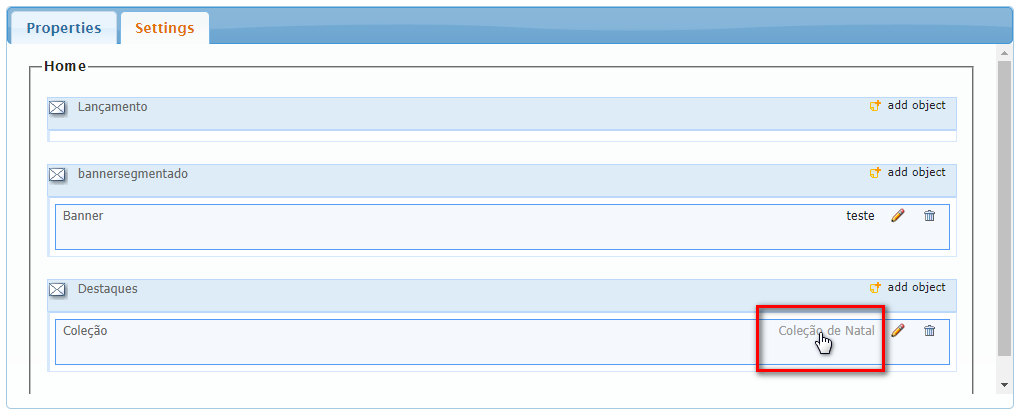 Properties Settings
Home
Lançamento add object
bannersegmentado add object
Banner teste
Destaques add object
Coleção Coleção de Natal